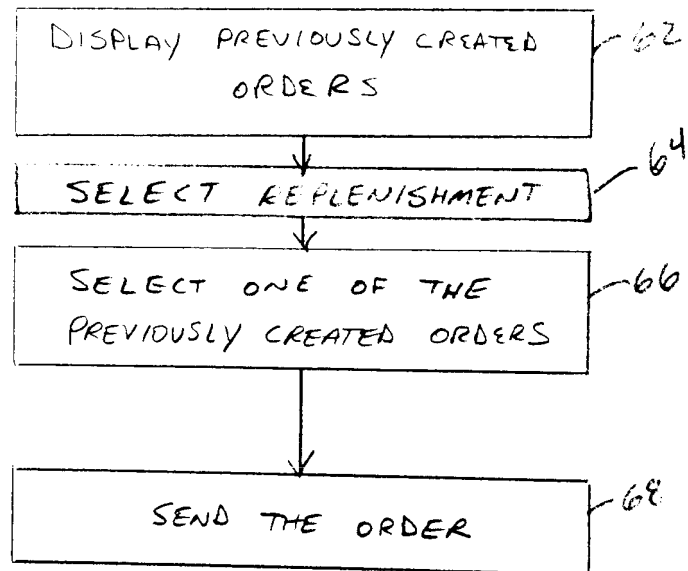 DISPLAY PREVIOUSLY CREATED
ORDERS
62
SELECT REPLENISHMENT
64
SELECT ONE OF THE
PREVIOUSLY CREATED ORDERS
66
SEND THE ORDER
68